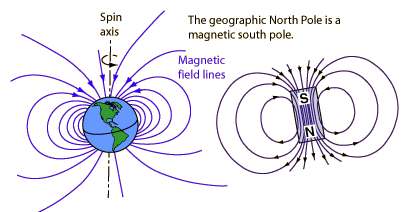 Spin
axis
The geographic North Pole is a
magnetic south pole.
Magnetic
field lines
S
N